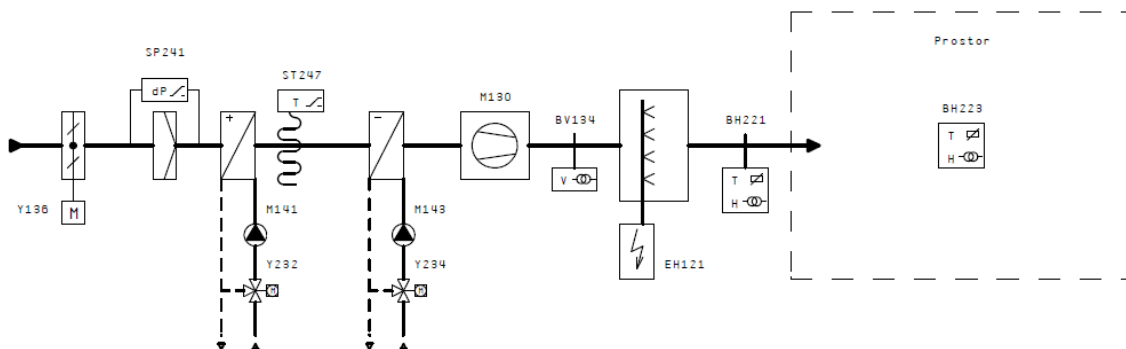 Prostor
SP241
dP
ST247
T
M130
BV134
V
BH221
T
H
BH223
T
H
+
-
Y136
M
M141
M143
Y232
M
Y234
M
EH121